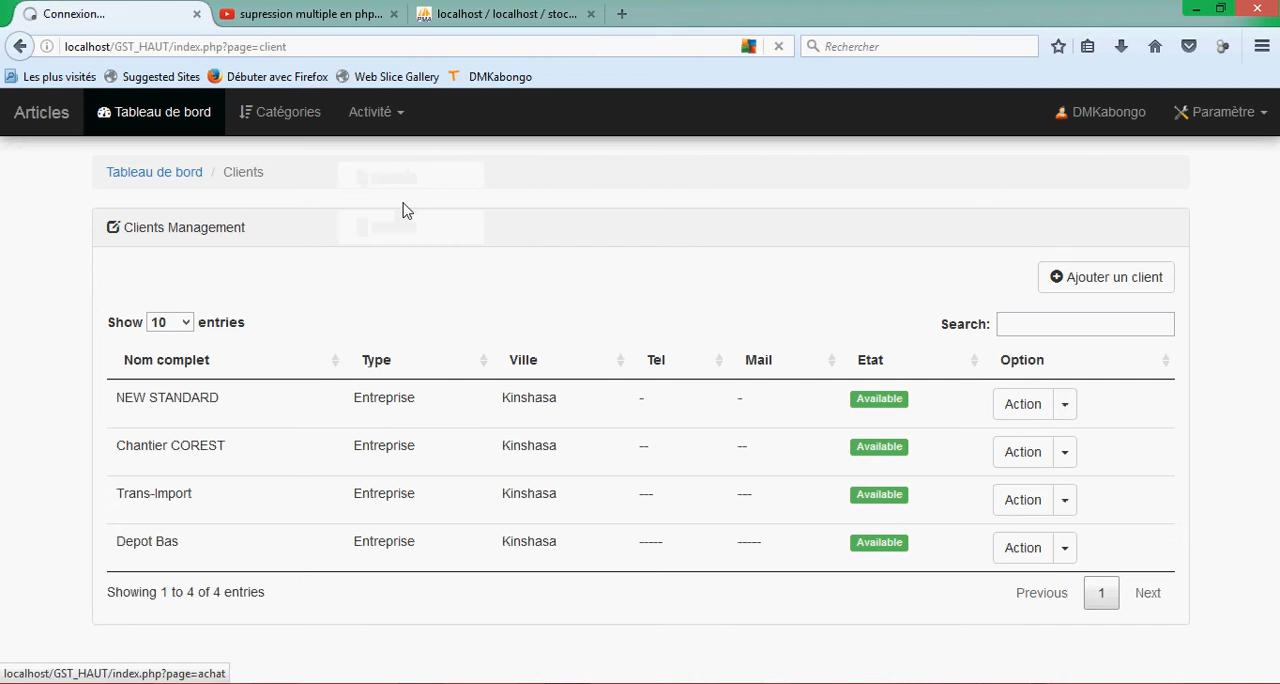 Connexion... supression multiple en php... localhost / localhost / stoc...
localhost/GST_HAUT/index.php?page=client Rechercher
Les plus visités Suggested Sites Débuter avec Firefox Web Slice Gallery DMKabongo
Articles Tableau de bord Catégories Activité DMKabongo Paramètre
Tableau de bord / Clients
Clients Management
Ajouter un client
Show 10 entries Search:
Nom complet Type Ville Tel Mail Etat Option
NEW STANDARD Entreprise Kinshasa - - Available Action
Chantier COREST Entreprise Kinshasa -- -- Available Action
Trans-Import Entreprise Kinshasa --- --- Available Action
Depot Bas Entreprise Kinshasa ----- ----- Available Action
Showing 1 to 4 of 4 entries Previous 1 Next
localhost/GST_HAUT/index.php?page=achat